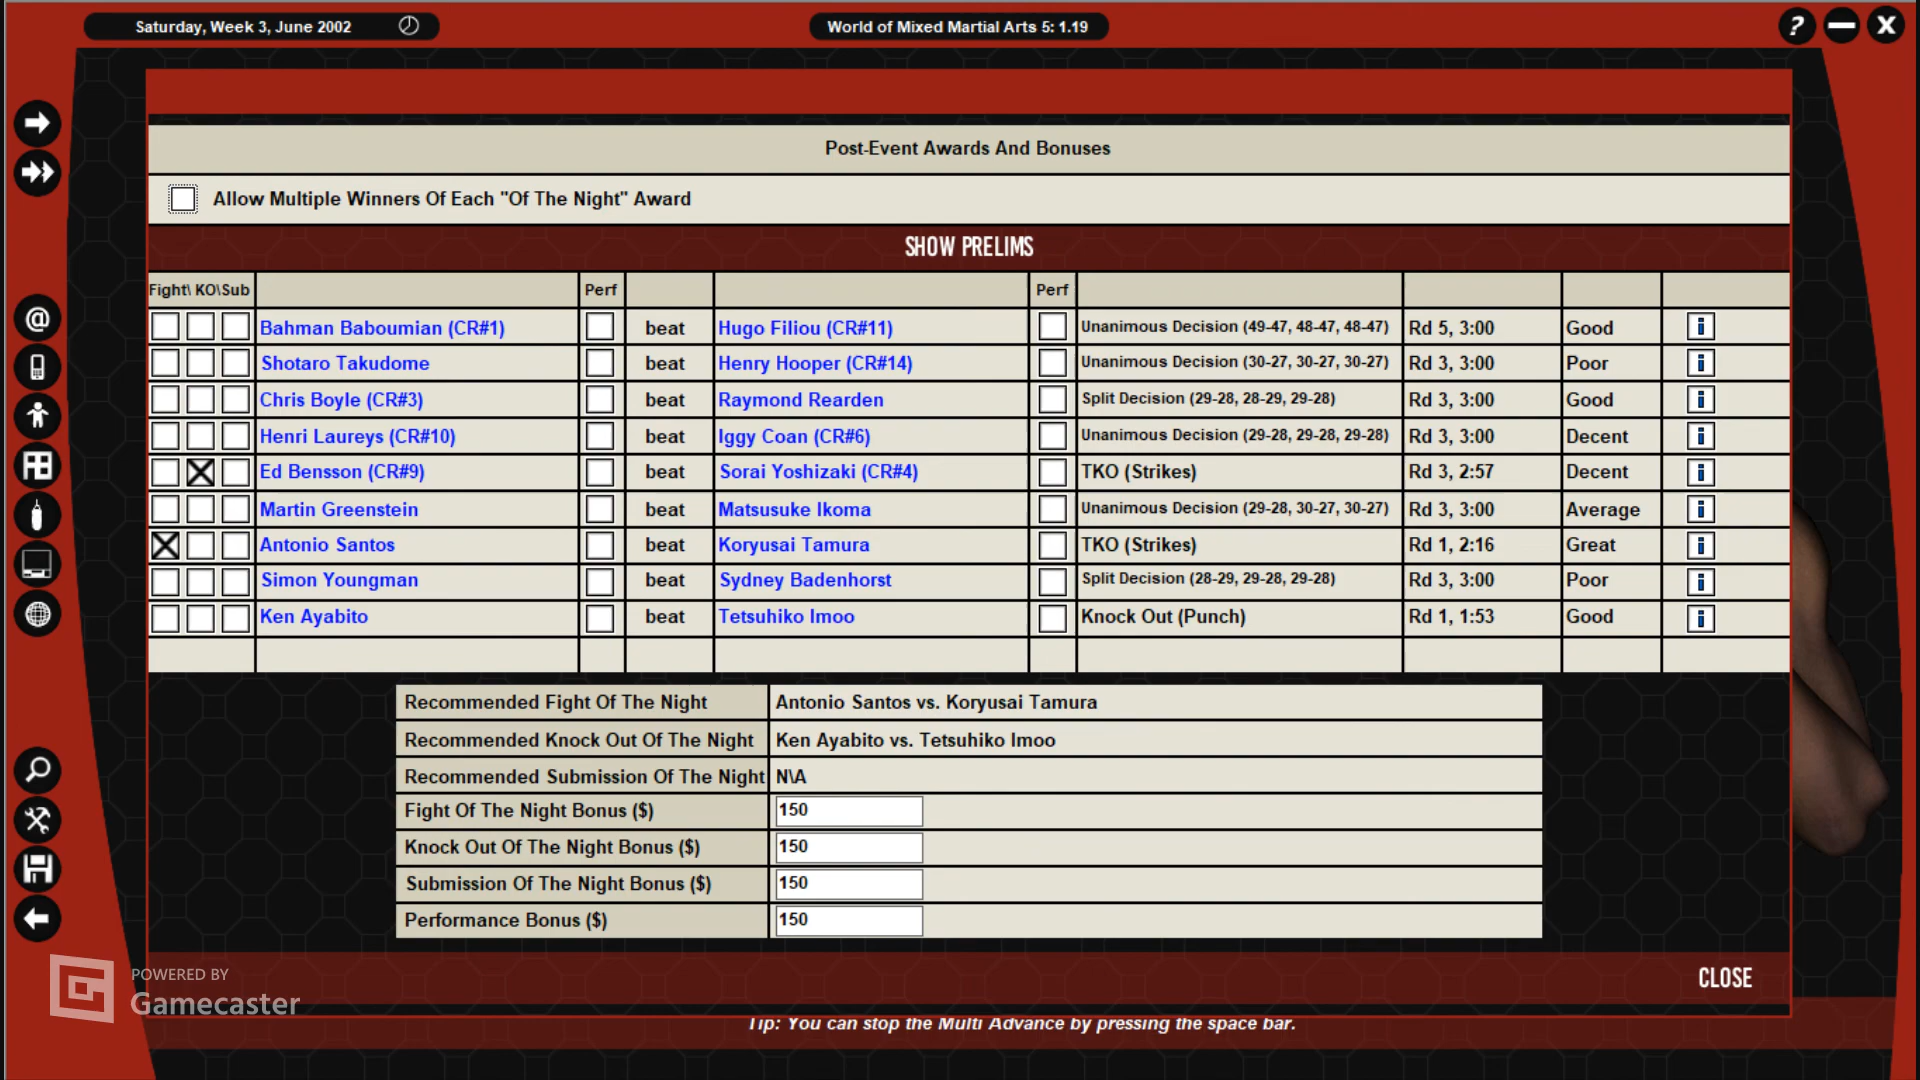 Saturday, Week 3, June 2002
World of Mixed Martial Arts 5: 1.19
?
X
Post-Event Awards And Bonuses
Allow Multiple Winners Of Each "Of The Night" Award
SHOW PRELIMS
Fight\ KO\Sub Perf Perf
Bahman Baboumian (CR#1) beat Hugo Filiou (CR#11) Unanimous Decision (49-47, 48-47, 48-47) Rd 5, 3:00 Good i
Shotaro Takudome beat Henry Hooper (CR#14) Unanimous Decision (30-27, 30-27, 30-27) Rd 3, 3:00 Poor i
Chris Boyle (CR#3) beat Raymond Rearden Split Decision (29-28, 28-29, 29-28) Rd 3, 3:00 Good i
Henri Laureys (CR#10) beat Iggy Coan (CR#6) Unanimous Decision (29-28, 29-28, 29-28) Rd 3, 3:00 Decent i
Ed Bensson (CR#9) beat Sorai Yoshizaki (CR#4) TKO (Strikes) Rd 3, 2:57 Decent i
Martin Greenstein beat Matsusuke Ikoma Unanimous Decision (29-28, 30-27, 30-27) Rd 3, 3:00 Average i
Antonio Santos beat Koryusai Tamura TKO (Strikes) Rd 1, 2:16 Great i
Simon Youngman beat Sydney Badenhorst Split Decision (28-29, 29-28, 29-28) Rd 3, 3:00 Poor i
Ken Ayabito beat Tetsuhiko Imoo Knock Out (Punch) Rd 1, 1:53 Good i
Recommended Fight Of The Night Antonio Santos vs. Koryusai Tamura
Recommended Knock Out Of The Night Ken Ayabito vs. Tetsuhiko Imoo
Recommended Submission Of The Night N\A
Fight Of The Night Bonus ($) 150
Knock Out Of The Night Bonus ($) 150
Submission Of The Night Bonus ($) 150
Performance Bonus ($) 150
CLOSE
POWERED BY
Gamecaster
Tip: You can stop the Multi Advance by pressing the space bar.